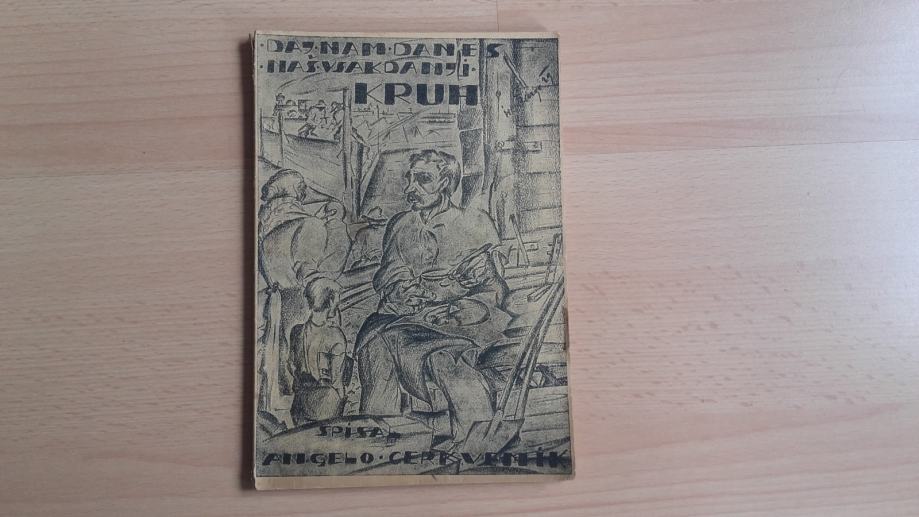 ·DAJ·NAM·DANES
·NAŠ VSAKDANJI·
KRUH
SPISAL
ANGELO·CERKVENIK